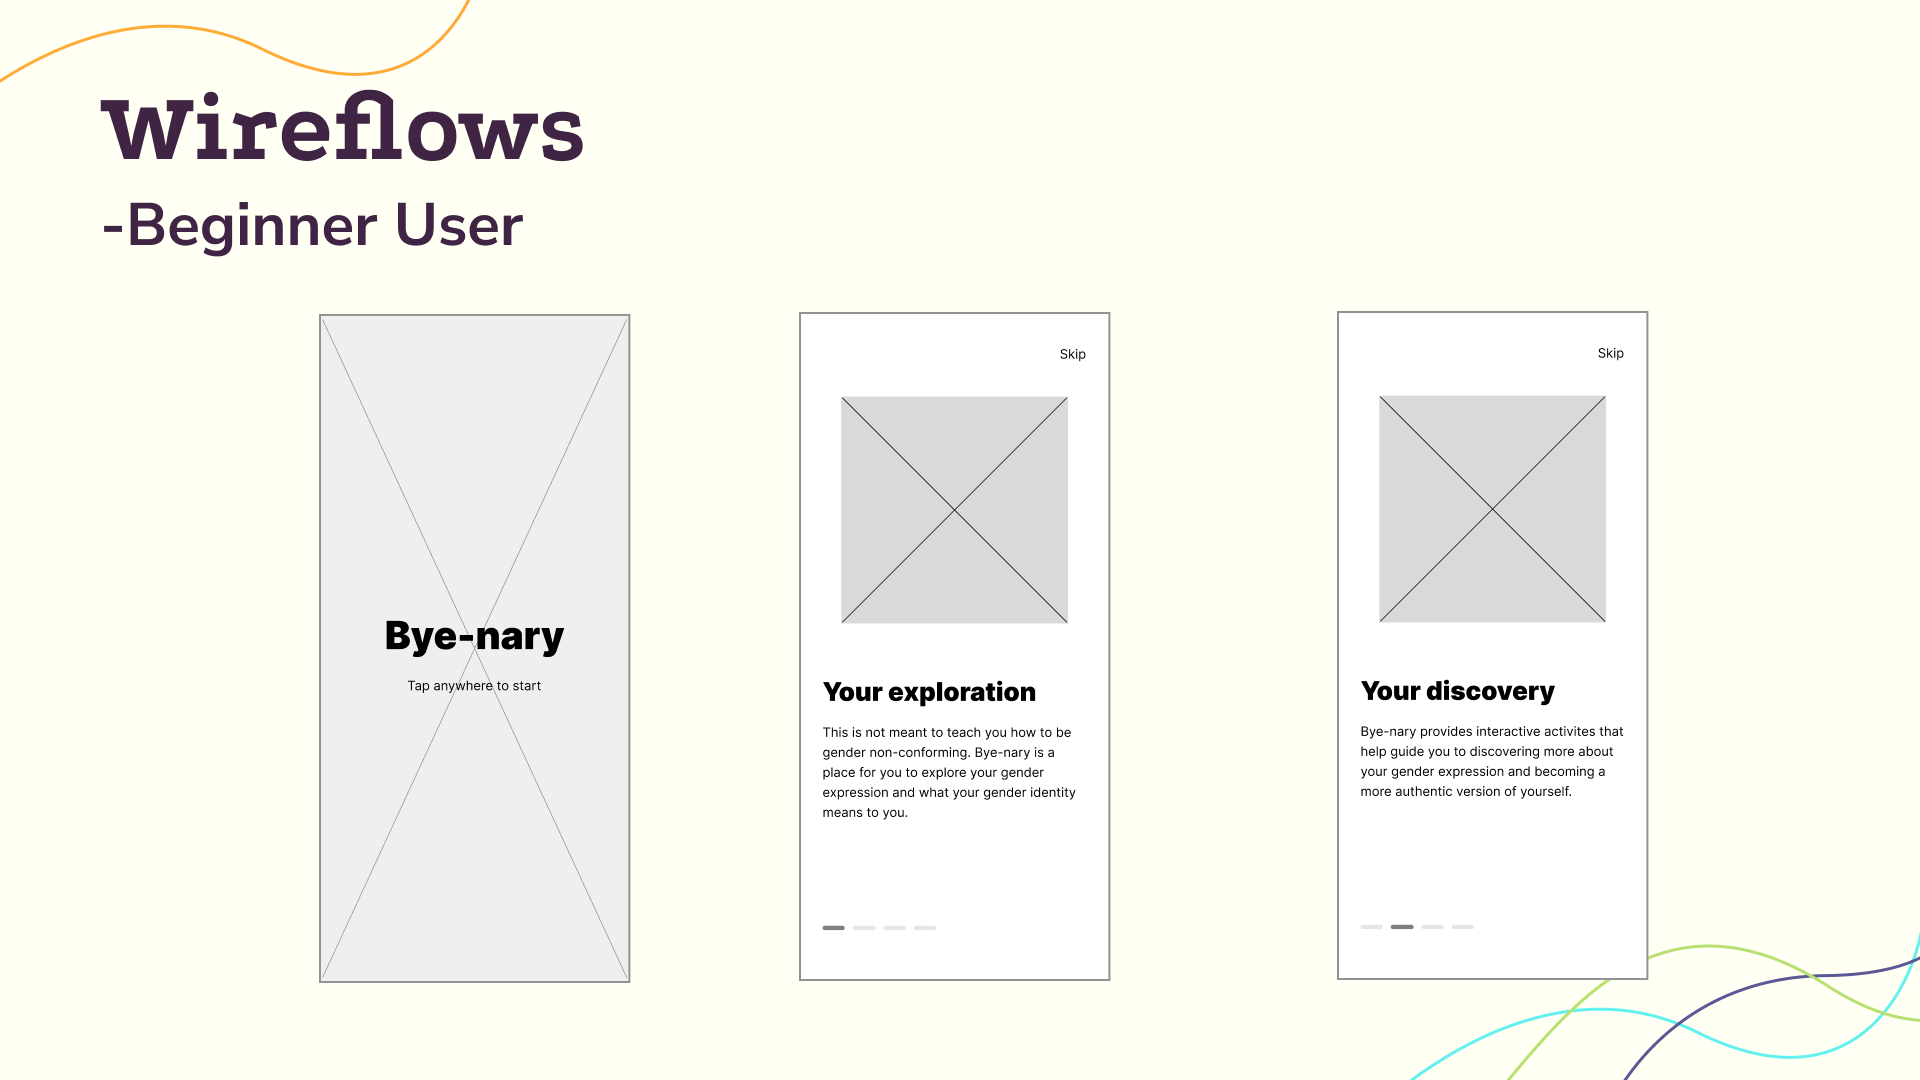 Wireflows
-Beginner User
Bye-nary
Tap anywhere to start
Skip
Your exploration
This is not meant to teach you how to be
gender non-conforming. Bye-nary is a
place for you to explore your gender
expression and what your gender identity
means to you.
Skip
Your discovery
Bye-nary provides interactive activites that
help guide you to discovering more about
your gender expression and becoming a
more authentic version of yourself.